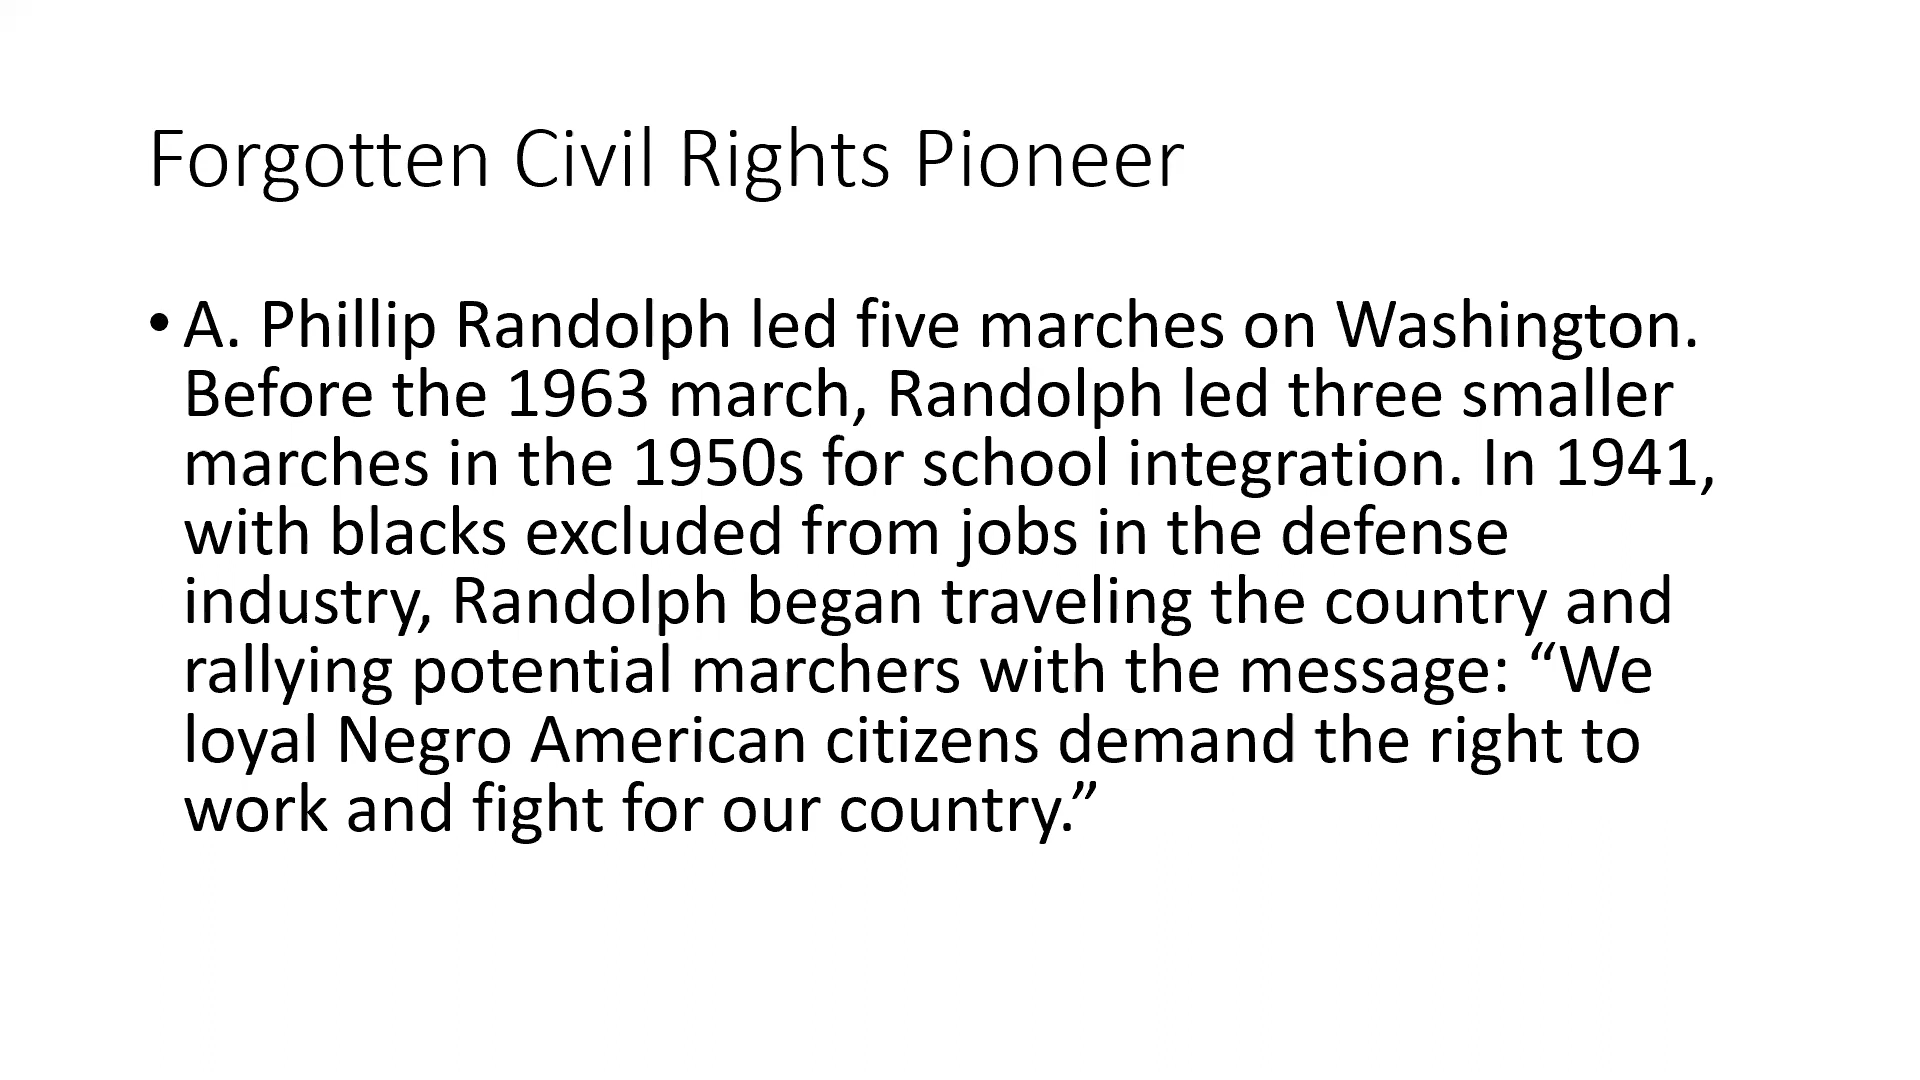 Forgotten Civil Rights Pioneer
• A. Phillip Randolph led five marches on Washington.
Before the 1963 march, Randolph led three smaller
marches in the 1950s for school integration. In 1941,
with blacks excluded from jobs in the defense
industry, Randolph began traveling the country and
rallying potential marchers with the message: “We
loyal Negro American citizens demand the right to
work and fight for our country.”